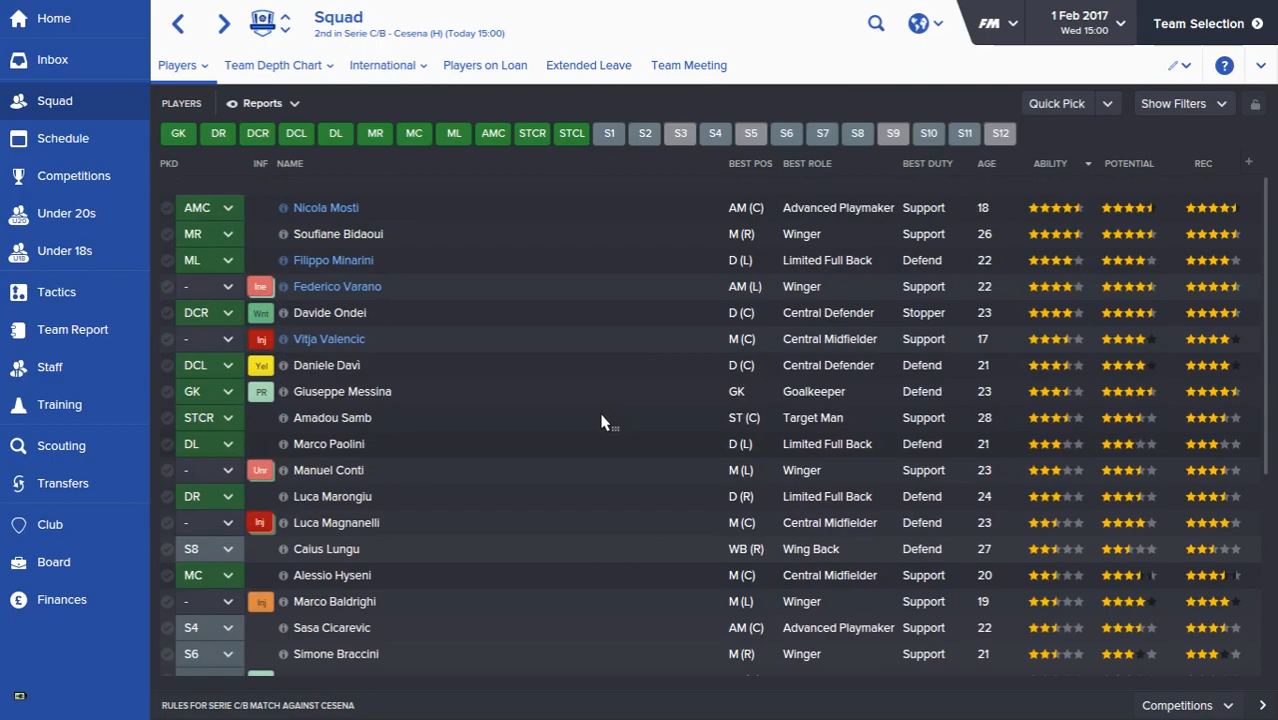 Home
Inbox
Squad
Schedule
Competitions
Under 20s
Under 18s
Tactics
Team Report
Staff
Training
Scouting
Transfers
Club
Board
Finances
Squad
2nd in Serie C/B - Cesena (H) (Today 15:00)
FM
1 Feb 2017
Wed 15:00
Team Selection
Players Team Depth Chart International Players on Loan Extended Leave Team Meeting ?
PLAYERS Reports Quick Pick Show Filters
GK DR DCR DCL DL MR MC ML AMC STCR STCL S1 S2 S3 S4 S5 S6 S7 S8 S9 S10 S11 S12
PKD INF NAME BEST POS BEST ROLE BEST DUTY AGE ABILITY POTENTIAL REC +
AMC Nicola Mosti AM (C) Advanced Playmaker Support 18
MR Soufiane Bidaoui M (R) Winger Support 26
ML Filippo Minarini D (L) Limited Full Back Defend 22
- Ine Federico Varano AM (L) Winger Support 22
DCR Wnt Davide Ondei D (C) Central Defender Stopper 23
- Inj Vitja Valencic M (C) Central Midfielder Support 17
DCL Yel Daniele Davì D (C) Central Defender Defend 21
GK PR Giuseppe Messina GK Goalkeeper Defend 23
STCR Amadou Samb ST (C) Target Man Support 28
DL Marco Paolini D (L) Limited Full Back Defend 21
- Unr Manuel Conti M (L) Winger Support 23
DR Luca Marongiu D (R) Limited Full Back Defend 24
- Inj Luca Magnanelli M (C) Central Midfielder Defend 23
S8 Caius Lungu WB (R) Wing Back Defend 27
MC Alessio Hyseni M (C) Central Midfielder Support 20
- Inj Marco Baldrighi M (L) Winger Support 19
S4 Sasa Cicarevic AM (C) Advanced Playmaker Support 22
S6 Simone Braccini M (R) Winger Support 21
RULES FOR SERIE C/B MATCH AGAINST CESENA Competitions